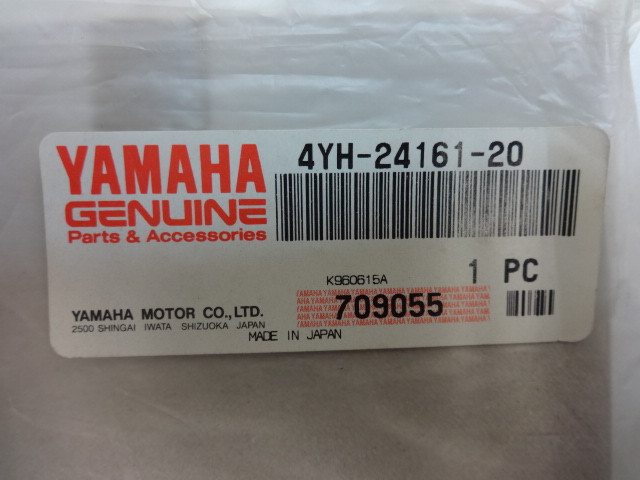 YAMAHA
GENUINE
Parts & Accessories
4YH-24161-20
K960615A
1 PC
709055
YAMAHA MOTOR CO.,LTD.
2500 SHINGAI IWATA SHIZUOKA JAPAN
MADE IN JAPAN